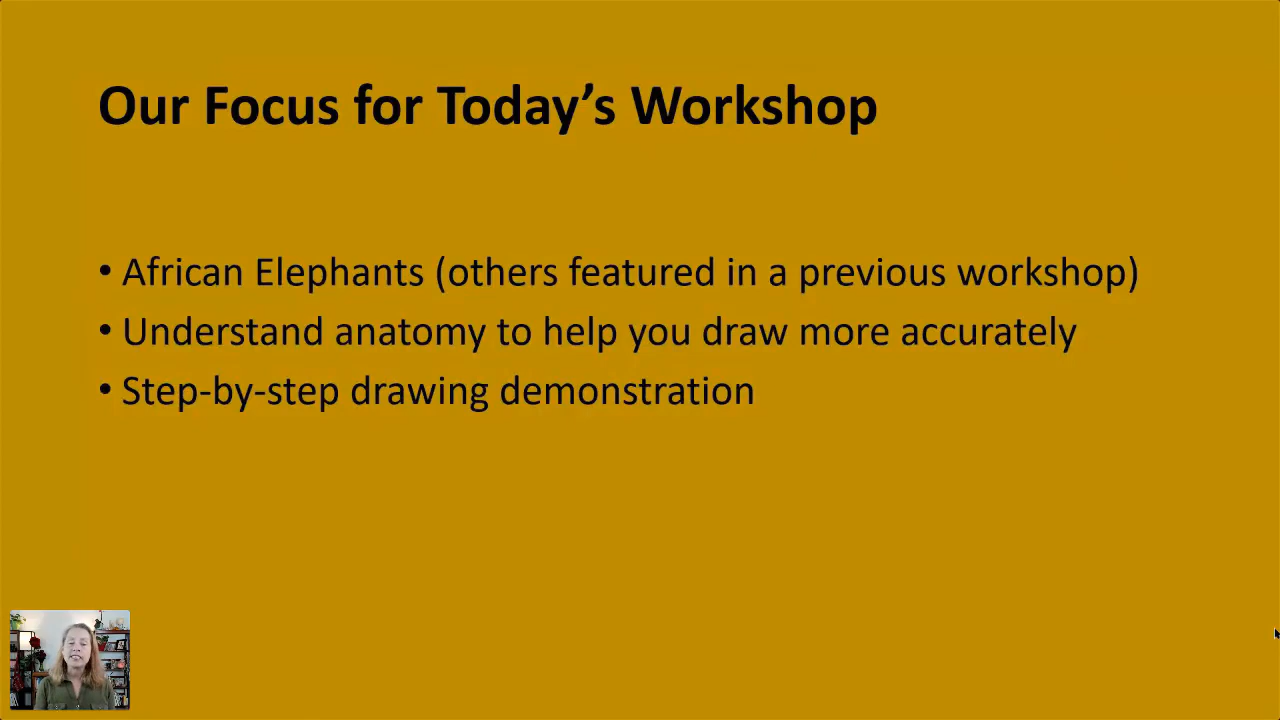 Our Focus for Today’s Workshop
• African Elephants (others featured in a previous workshop)
• Understand anatomy to help you draw more accurately
• Step-by-step drawing demonstration